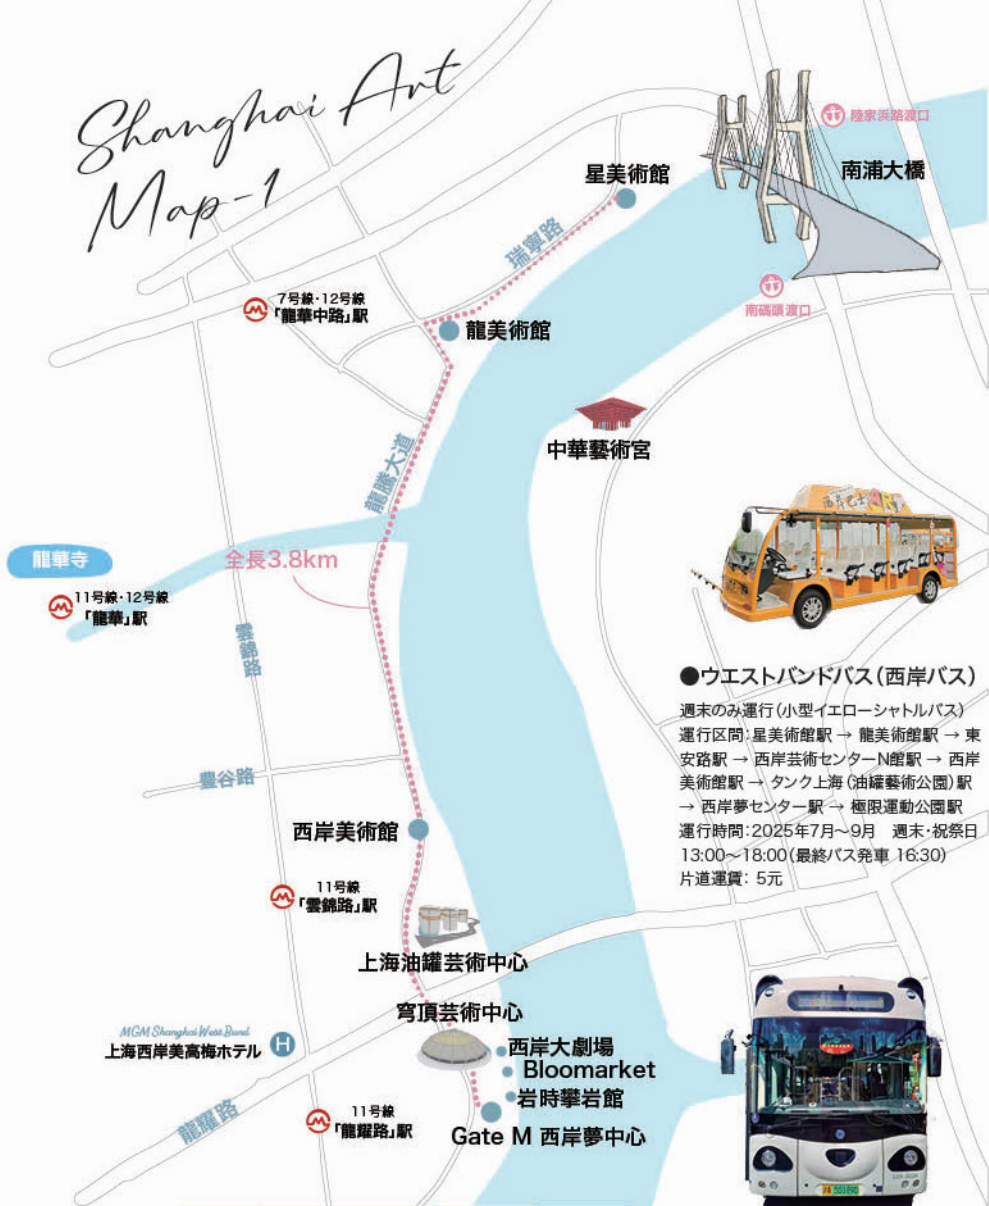 Shanghai Art
Map-1
陸家浜路渡口
南浦大橋
星美術館
瑞寧路
南碼頭渡口
7号線・12号線
「龍華中路」駅
龍美術館
中華藝術宮
龍騰大道
西岸巴士 ART
龍華寺
全長3.8km
11号線・12号線
「龍華」駅
雲錦路
●ウエストバンドバス(西岸バス)
週末のみ運行(小型イエローシャトルバス)
運行区間:星美術館駅 → 龍美術館駅 → 東
安路駅 → 西岸芸術センターN館駅 → 西岸
美術館駅 → タンク上海(油罐藝術公園)駅
→ 西岸夢センター駅 → 極限運動公園駅
運行時間:2025年7月〜9月 週末・祝祭日
13:00〜18:00(最終バス発車 16:30)
片道運賃: 5元
豊谷路
西岸美術館
11号線
「雲錦路」駅
上海油罐芸術中心
穹頂芸術中心
MGM Shanghai West Bund
上海西岸美高梅ホテル
H
西岸大劇場
Bloomarket
岩時攀岩館
龍耀路
11号線
「龍耀路」駅
Gate M 西岸夢中心